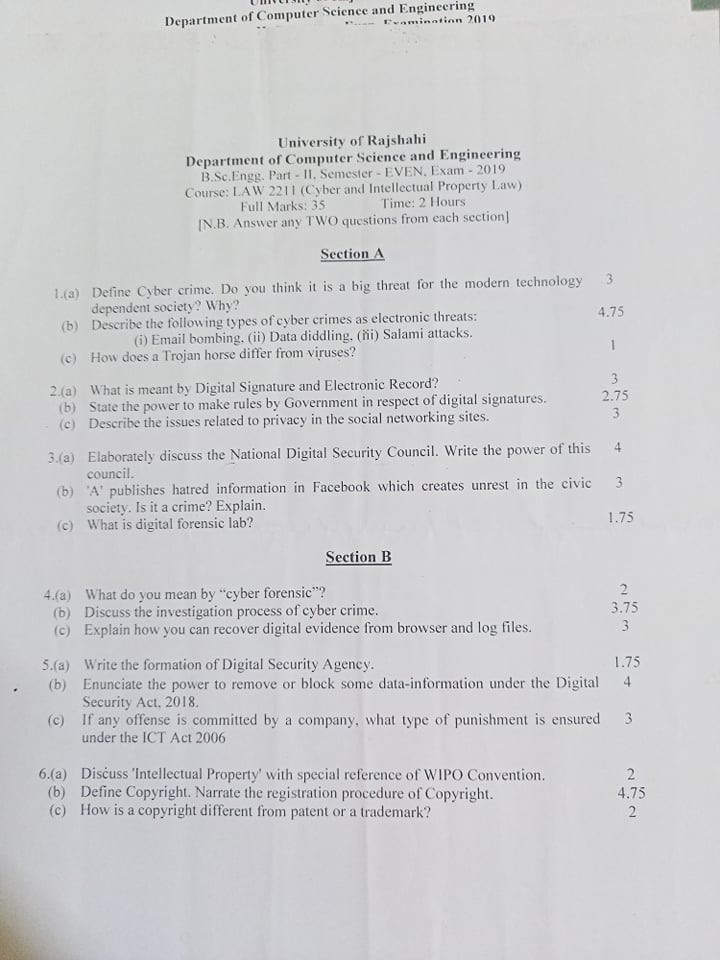 Department of Computer Science and Engineering
Examination 2019
University of Rajshahi
Department of Computer Science and Engineering
B.Sc.Engg. Part - II, Semester - EVEN, Exam - 2019
Course: LAW 2211 (Cyber and Intellectual Property Law)
Full Marks: 35 Time: 2 Hours
[N.B. Answer any TWO questions from each section]
Section A
1.(a) Define Cyber crime. Do you think it is a big threat for the modern technology 3
dependent society? Why?
(b) Describe the following types of cyber crimes as electronic threats: 4.75
(i) Email bombing, (ii) Data diddling, (iii) Salami attacks.
(c) How does a Trojan horse differ from viruses? 1
2.(a) What is meant by Digital Signature and Electronic Record? 3
(b) State the power to make rules by Government in respect of digital signatures. 2.75
(c) Describe the issues related to privacy in the social networking sites. 3
3.(a) Elaborately discuss the National Digital Security Council. Write the power of this 4
council.
(b) 'A' publishes hatred information in Facebook which creates unrest in the civic 3
society. Is it a crime? Explain.
(c) What is digital forensic lab? 1.75
Section B
4.(a) What do you mean by “cyber forensic”? 2
(b) Discuss the investigation process of cyber crime. 3.75
(c) Explain how you can recover digital evidence from browser and log files. 3
5.(a) Write the formation of Digital Security Agency. 1.75
(b) Enunciate the power to remove or block some data-information under the Digital 4
Security Act, 2018.
(c) If any offense is committed by a company, what type of punishment is ensured 3
under the ICT Act 2006
6.(a) Discuss 'Intellectual Property' with special reference of WIPO Convention. 2
(b) Define Copyright. Narrate the registration procedure of Copyright. 4.75
(c) How is a copyright different from patent or a trademark? 2